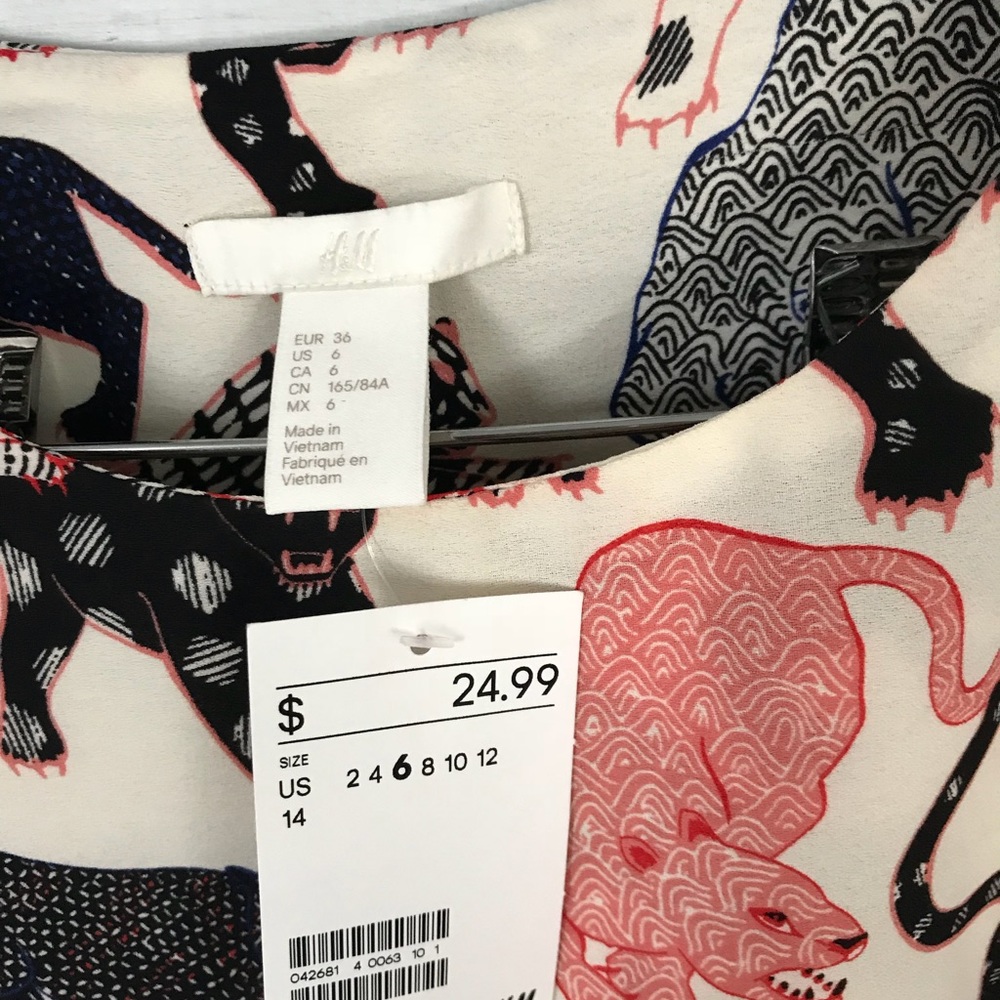 H&M
EUR 36
US 6
CA 6
CN 165/84A
MX 6
Made in
Vietnam
Fabriqué en
Vietnam
$ 24.99
SIZE
US 2 4 6 8 10 12
14
042681 4 0063 10 1